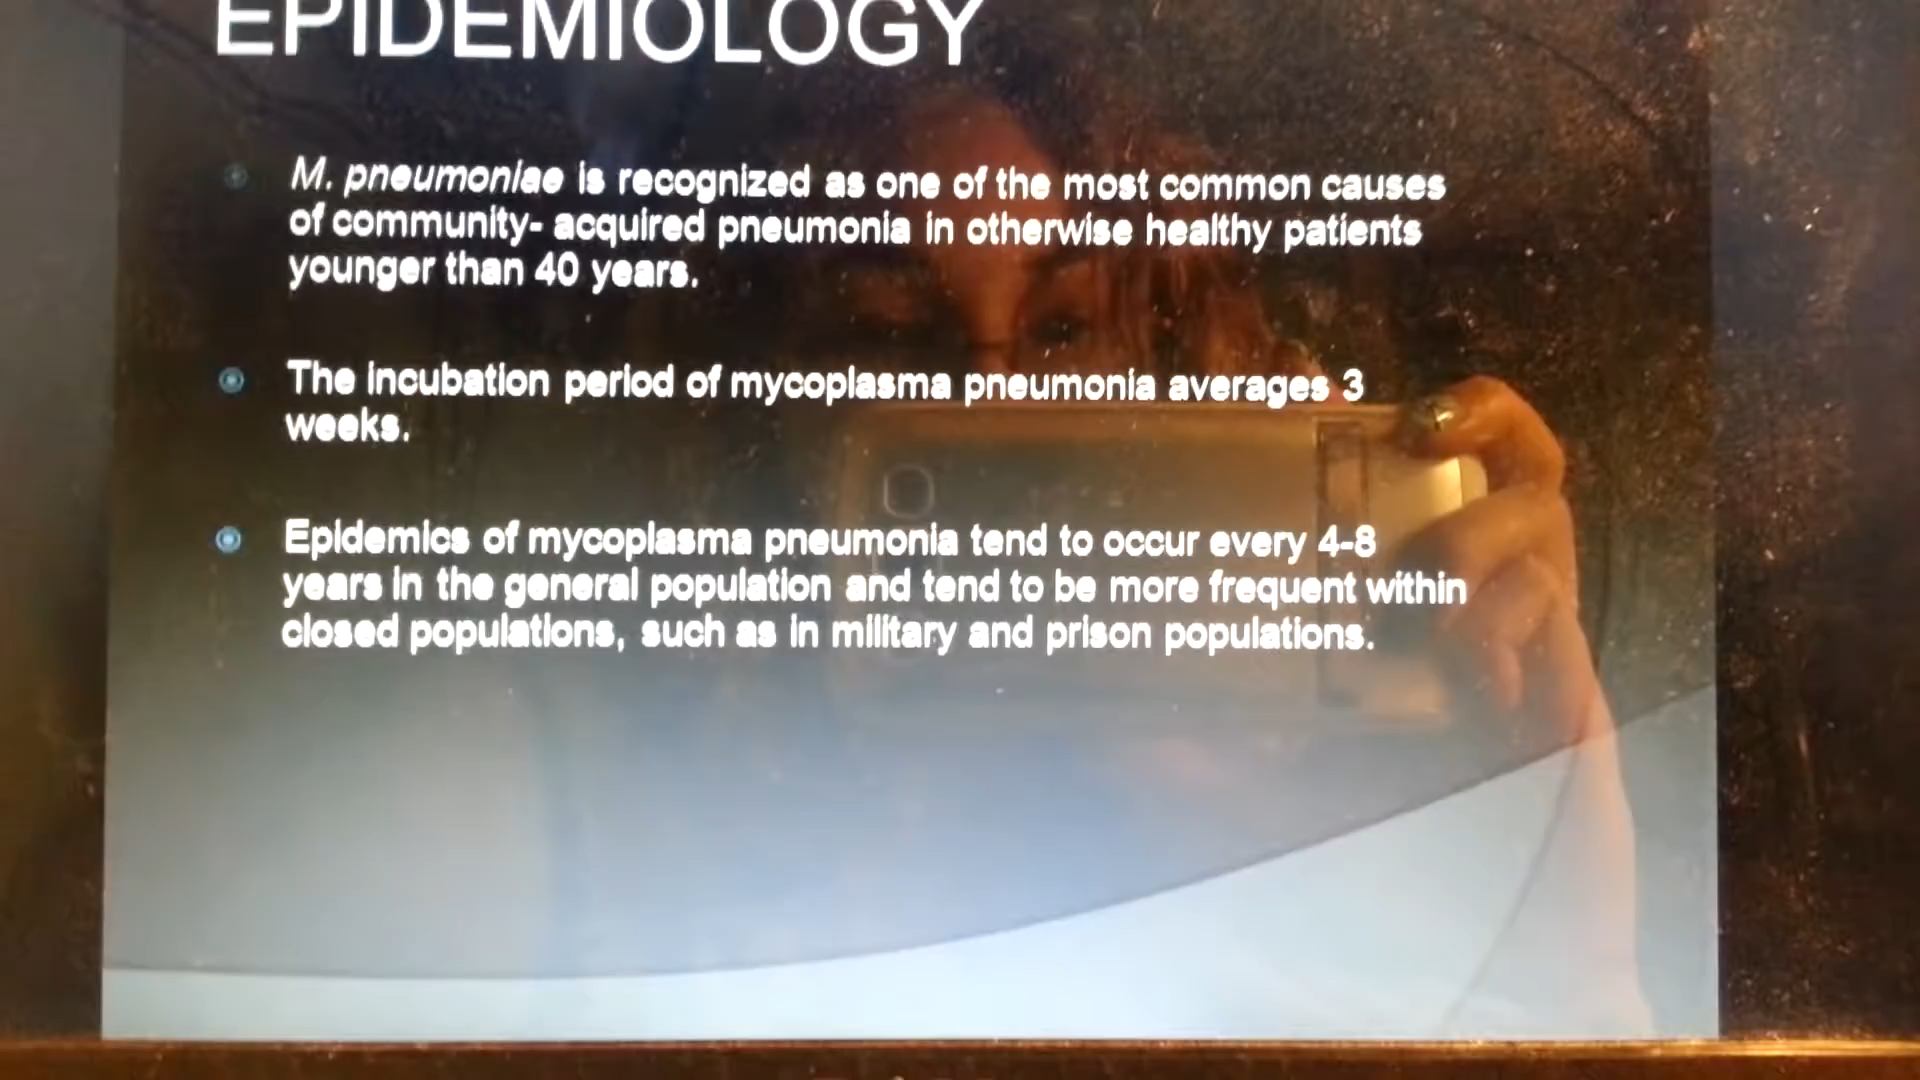 EPIDEMIOLOGY
M. pneumoniae is recognized as one of the most common causes
of community- acquired pneumonia in otherwise healthy patients
younger than 40 years.
The incubation period of mycoplasma pneumonia averages 3
weeks.
Epidemics of mycoplasma pneumonia tend to occur every 4-8
years in the general population and tend to be more frequent within
closed populations, such as in military and prison populations.